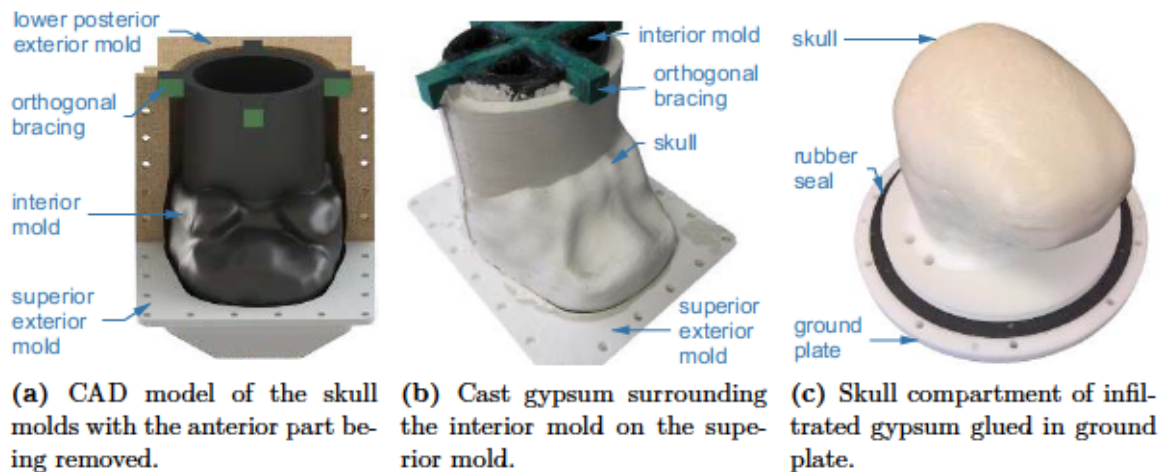 lower posterior
exterior mold
orthogonal
bracing
interior
mold
superior
exterior
mold
interior mold
orthogonal
bracing
skull
superior
exterior
mold
skull
rubber
seal
ground
plate
(a) CAD model of the skull
molds with the anterior part be-
ing removed.
(b) Cast gypsum surrounding
the interior mold on the supe-
rior mold.
(c) Skull compartment of infil-
trated gypsum glued in ground
plate.